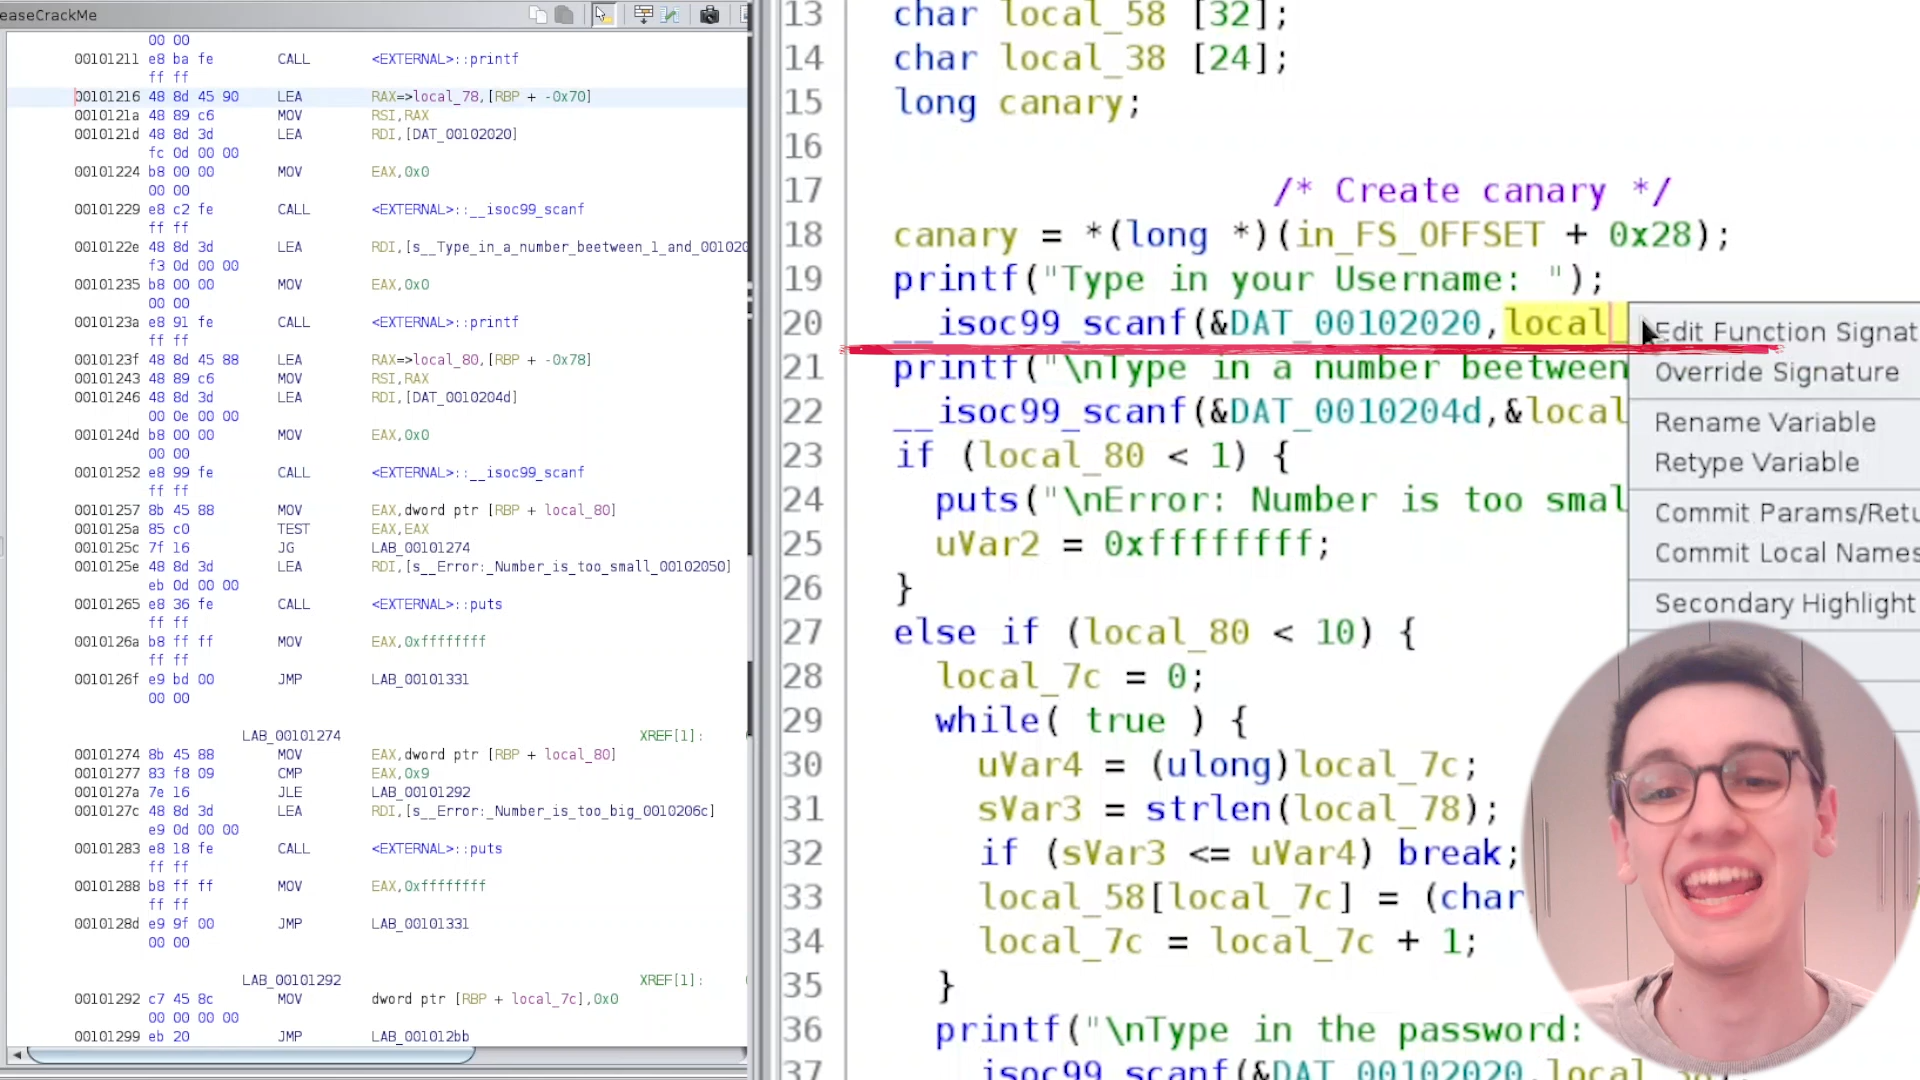 easeCrackMe
00 00
00101211 e8 ba fe CALL <EXTERNAL>::printf
ff ff
00101216 48 8d 45 90 LEA RAX=>local_78,[RBP + -0x70]
0010121a 48 89 c6 MOV RSI,RAX
0010121d 48 8d 3d LEA RDI,[DAT_00102020]
fc 0d 00 00
00101224 b8 00 00 MOV EAX,0x0
00 00
00101229 e8 c2 fe CALL <EXTERNAL>::__isoc99_scanf
ff ff
0010122e 48 8d 3d LEA RDI,[s__Type_in_a_number_beetween_1_and_001020
f3 0d 00 00
00101235 b8 00 00 MOV EAX,0x0
00 00
0010123a e8 91 fe CALL <EXTERNAL>::printf
ff ff
0010123f 48 8d 45 88 LEA RAX=>local_80,[RBP + -0x78]
00101243 48 89 c6 MOV RSI,RAX
00101246 48 8d 3d LEA RDI,[DAT_0010204d]
00 0e 00 00
0010124d b8 00 00 MOV EAX,0x0
00 00
00101252 e8 99 fe CALL <EXTERNAL>::__isoc99_scanf
ff ff
00101257 8b 45 88 MOV EAX,dword ptr [RBP + local_80]
0010125a 85 c0 TEST EAX,EAX
0010125c 7f 16 JG LAB_00101274
0010125e 48 8d 3d LEA RDI,[s__Error:_Number_is_too_small_00102050]
eb 0d 00 00
00101265 e8 36 fe CALL <EXTERNAL>::puts
ff ff
0010126a b8 ff ff MOV EAX,0xffffffff
ff ff
0010126f e9 bd 00 JMP LAB_00101331
00 00
LAB_00101274 XREF[1]:
00101274 8b 45 88 MOV EAX,dword ptr [RBP + local_80]
00101277 83 f8 09 CMP EAX,0x9
0010127a 7e 16 JLE LAB_00101292
0010127c 48 8d 3d LEA RDI,[s__Error:_Number_is_too_big_0010206c]
e9 0d 00 00
00101283 e8 18 fe CALL <EXTERNAL>::puts
ff ff
00101288 b8 ff ff MOV EAX,0xffffffff
ff ff
0010128d e9 9f 00 JMP LAB_00101331
00 00
LAB_00101292 XREF[1]:
00101292 c7 45 8c MOV dword ptr [RBP + local_7c],0x0
00 00 00 00
00101299 eb 20 JMP LAB_001012bb
13 char local_58 [32];
14 char local_38 [24];
15 long canary;
16
17 /* Create canary */
18 canary = *(long *)(in_FS_OFFSET + 0x28);
19 printf("Type in your Username: ");
20 __isoc99_scanf(&DAT_00102020,local_
21 printf("\nType in a number beetween
22 __isoc99_scanf(&DAT_0010204d,&local
23 if (local_80 < 1) {
24 puts("\nError: Number is too smal
25 uVar2 = 0xffffffff;
26 }
27 else if (local_80 < 10) {
28 local_7c = 0;
29 while( true ) {
30 uVar4 = (ulong)local_7c;
31 sVar3 = strlen(local_78);
32 if (sVar3 <= uVar4) break;
33 local_58[local_7c] = (char
34 local_7c = local_7c + 1;
35 }
36 printf("\nType in the password:
37 __isoc99_scanf(&DAT_00102020,local_38
Edit Function Signat
Override Signature
Rename Variable
Retype Variable
Commit Params/Retu
Commit Local Names
Secondary Highlight